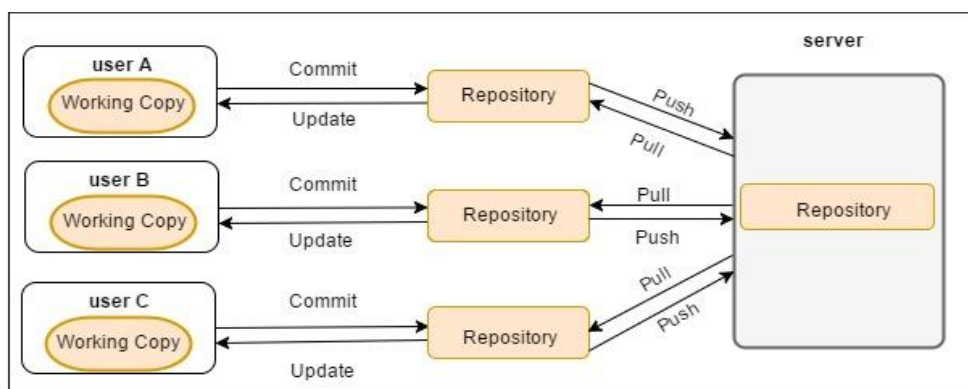 server
user A
Working Copy
Commit
Update
Repository
Push
Pull
user B
Working Copy
Commit
Update
Repository
Pull
Push
Repository
user C
Working Copy
Commit
Update
Repository
Pull
Push